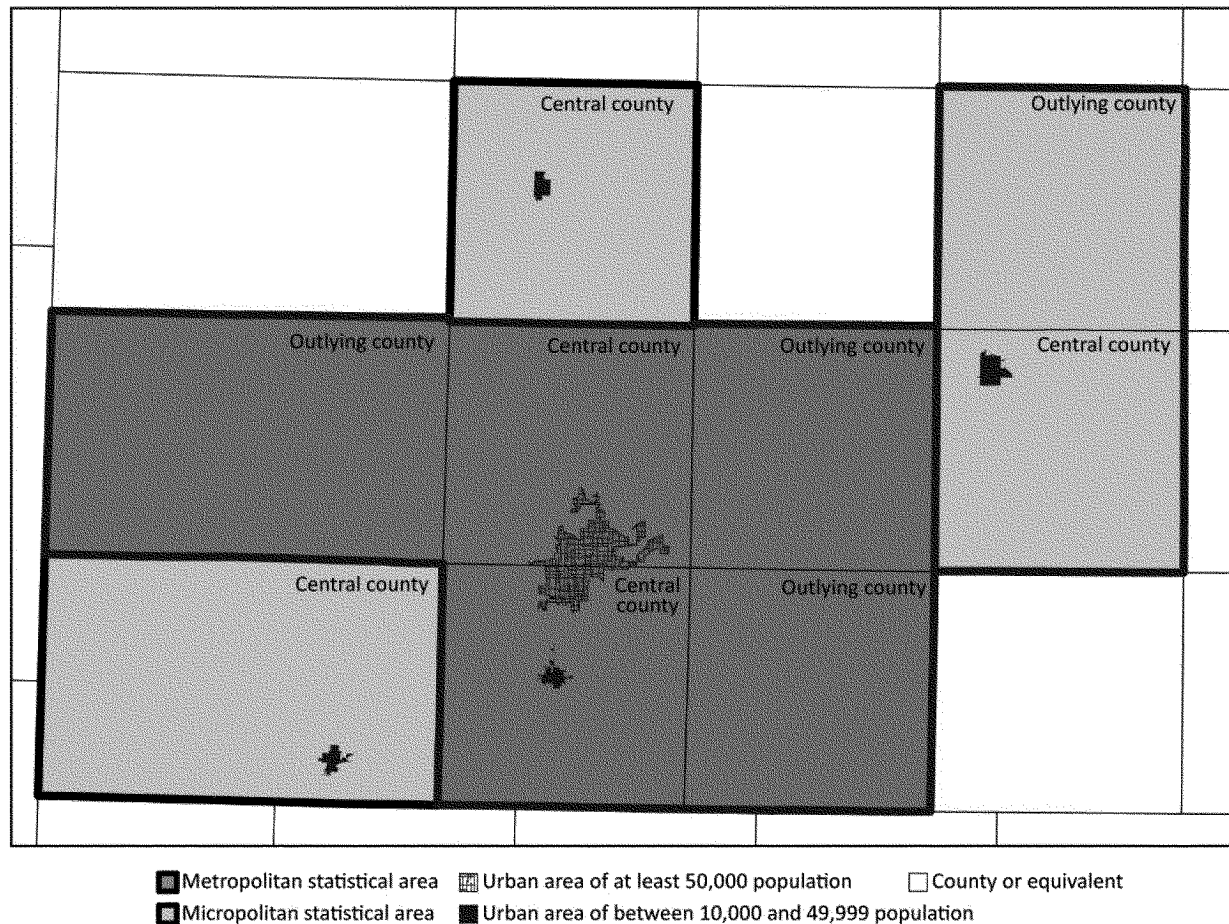 Central county
Outlying county
Outlying county
Central county
Outlying county
Central county
Central county
Central
county
Outlying county
Metropolitan statistical area
Urban area of at least 50,000 population
County or equivalent
Micropolitan statistical area
Urban area of between 10,000 and 49,999 population